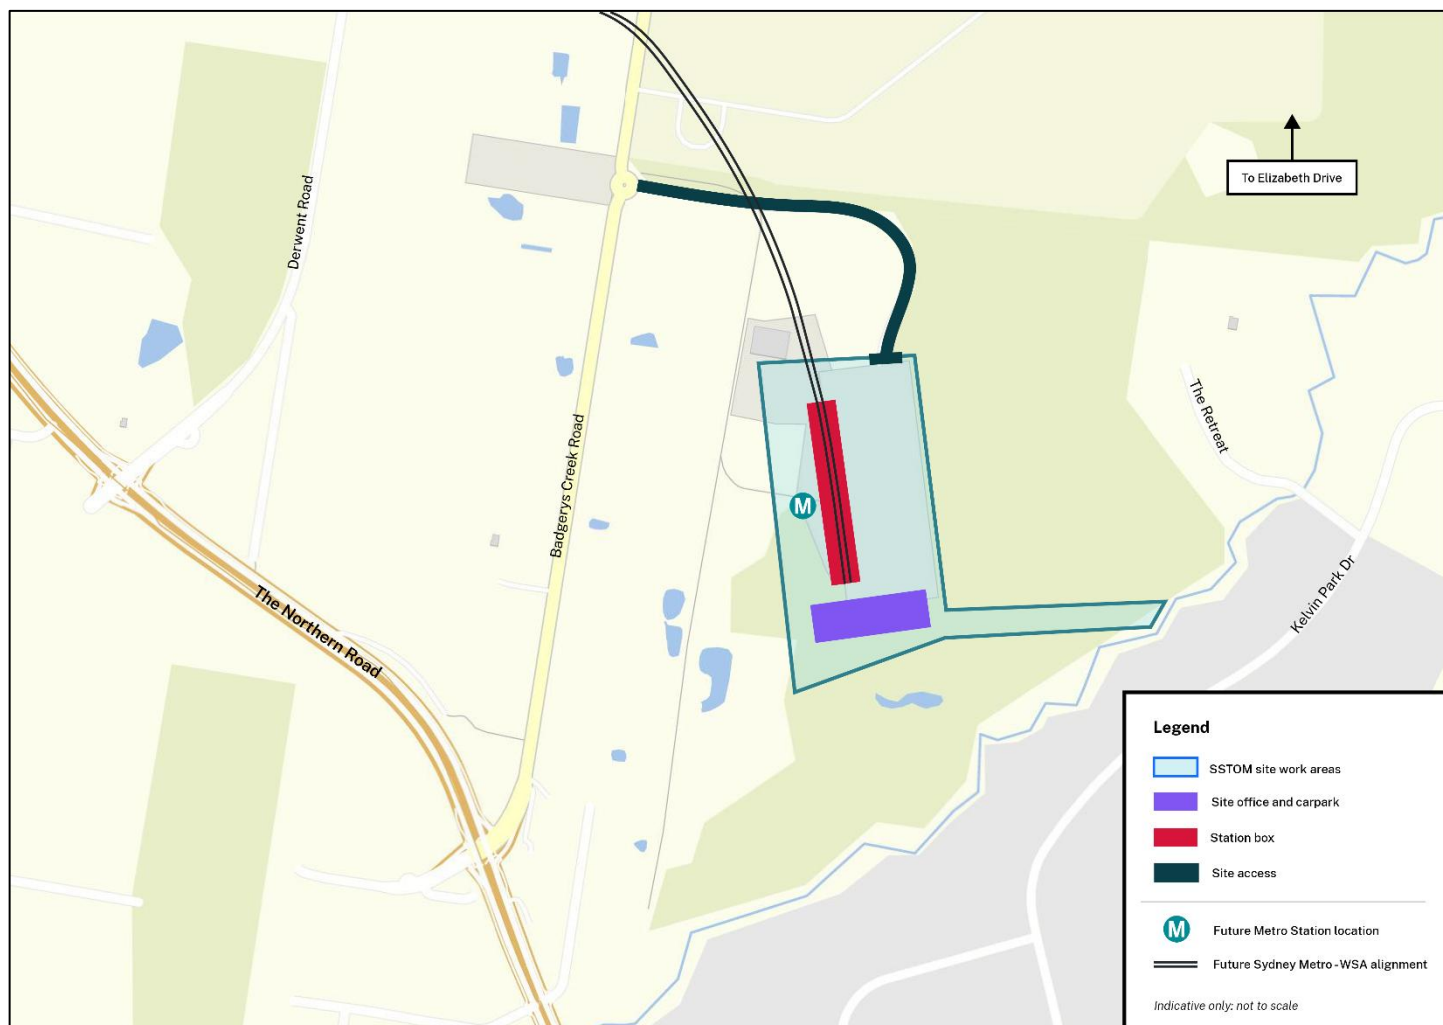 To Elizabeth Drive
Derwent Road
The Retreat
Badgerys Creek Road
M
Kelvin Park Dr
The Northern Road
Legend
SSTOM site work areas
Site office and carpark
Station box
Site access
M
Future Metro Station location
Future Sydney Metro - WSA alignment
Indicative only: not to scale